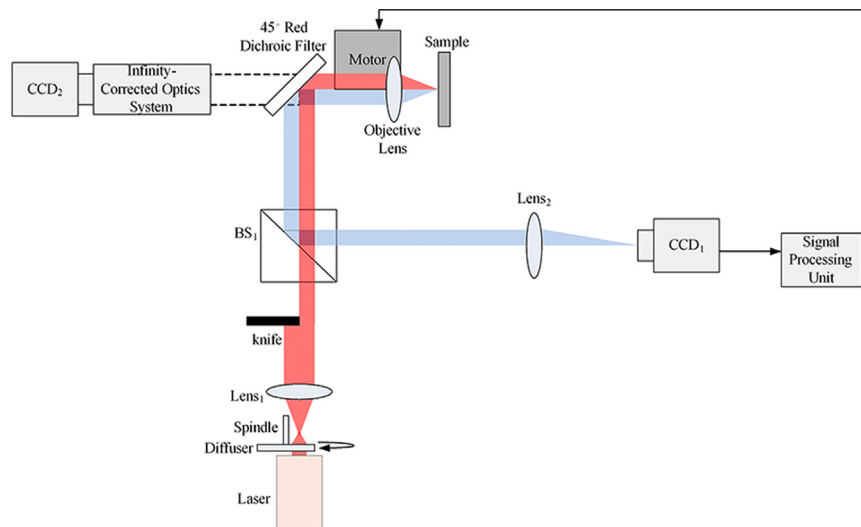 45° Red
Dichroic Filter
Motor
Sample
CCD₂
Infinity-
Corrected Optics
System
Objective
Lens
BS₁
Lens₂
CCD₁
Signal
Processing
Unit
knife
Lens₁
Spindle
Diffuser
Laser